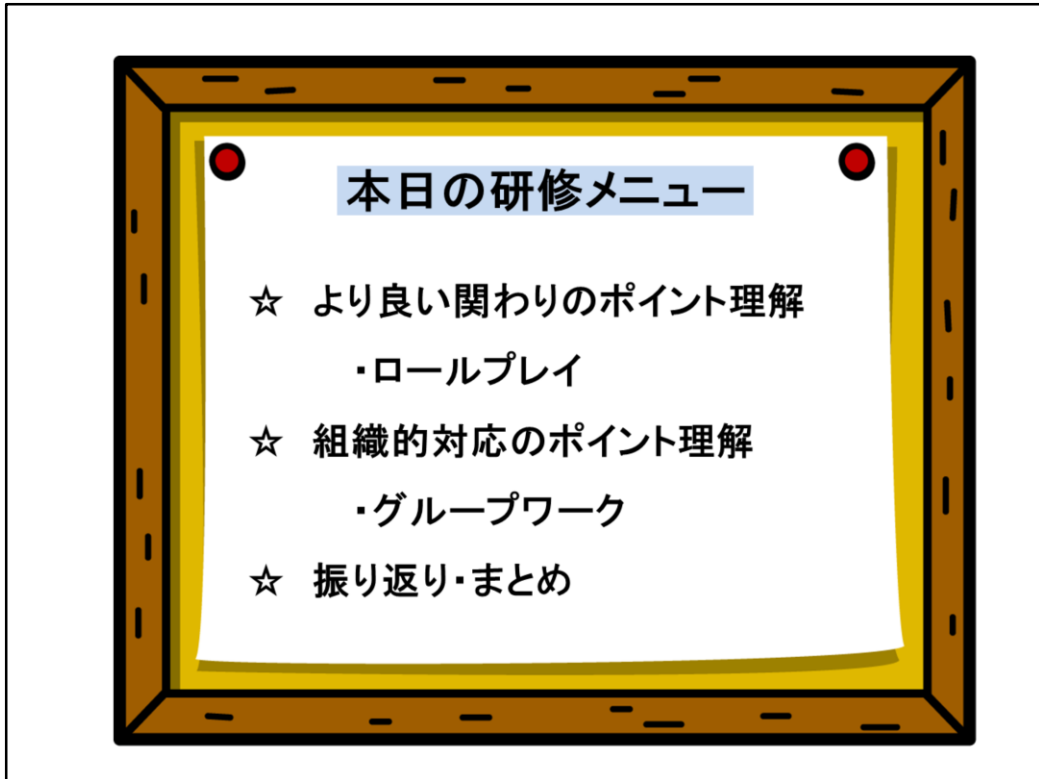 本日の研修メニュー
☆ より良い関わりのポイント理解
・ロールプレイ
☆ 組織的対応のポイント理解
・グループワーク
☆ 振り返り・まとめ